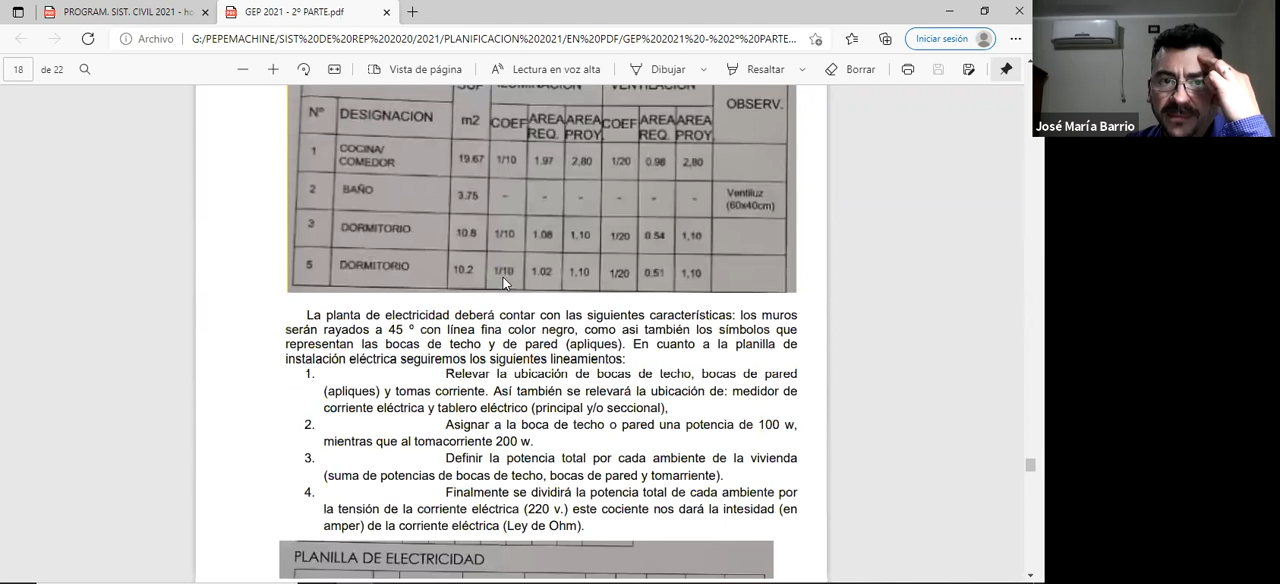 PROGRAM. SIST. CIVIL 2021 - ho
GEP 2021 - 2º PARTE.pdf
Archivo
G:/PEPEMACHINE/SIST%20DE%20REP%202020/2021/PLANIFICACION%202021/EN%20PDF/GEP%202021%20-%202º%20PARTE...
Iniciar sesión
18 de 22
Vista de página
Lectura en voz alta
Dibujar
Resaltar
Borrar
José María Barrio
SUP ILUMINACION VENTILACION
Nº DESIGNACION m2 COEF AREA REQ. AREA PROY. COEF AREA REQ. AREA PROY. OBSERV.
1 COCINA/ COMEDOR 19.67 1/10 1.97 2,80 1/20 0.98 2,80
2 BAÑO 3.75 - - - - - - Ventiluz (60x40cm)
3 DORMITORIO 10.8 1/10 1.08 1,10 1/20 0.54 1,10
5 DORMITORIO 10.2 1/10 1.02 1,10 1/20 0.51 1,10
La planta de electricidad deberá contar con las siguientes características: los muros
serán rayados a 45 º con línea fina color negro, como asi también los símbolos que
representan las bocas de techo y de pared (apliques). En cuanto a la planilla de
instalación eléctrica seguiremos los siguientes lineamientos:
1. Relevar la ubicación de bocas de techo, bocas de pared
(apliques) y tomas corriente. Así también se relevará la ubicación de: medidor de
corriente eléctrica y tablero eléctrico (principal y/o seccional),
2. Asignar a la boca de techo o pared una potencia de 100 w,
mientras que al tomacorriente 200 w.
3. Definir la potencia total por cada ambiente de la vivienda
(suma de potencias de bocas de techo, bocas de pared y tomarriente).
4. Finalmente se dividirá la potencia total de cada ambiente por
la tensión de la corriente eléctrica (220 v.) este cociente nos dará la intesidad (en
amper) de la corriente eléctrica (Ley de Ohm).
PLANILLA DE ELECTRICIDAD